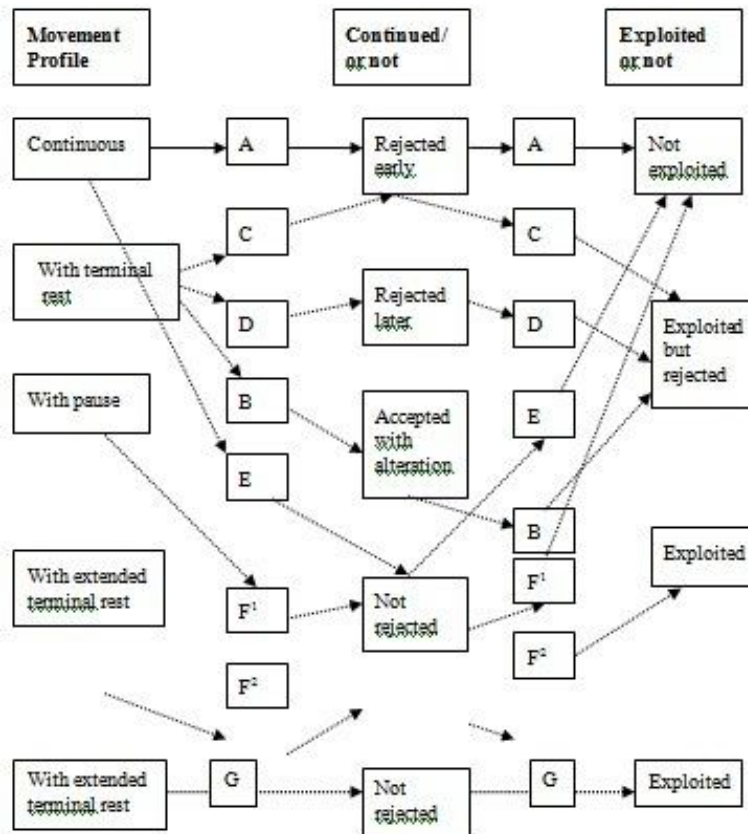 Movement
Profile
Continued/
or not
Exploited
or not
Continuous
A
Rejected
early
A
Not
exploited
C
C
With terminal
rest
D
Rejected
later
D
Exploited
but
rejected
With pause
B
Accepted
with
alteration
E
E
B
With extended
terminal rest
F¹
Not
rejected
F¹
Exploited
F²
F²
With extended
terminal rest
G
Not
rejected
G
Exploited